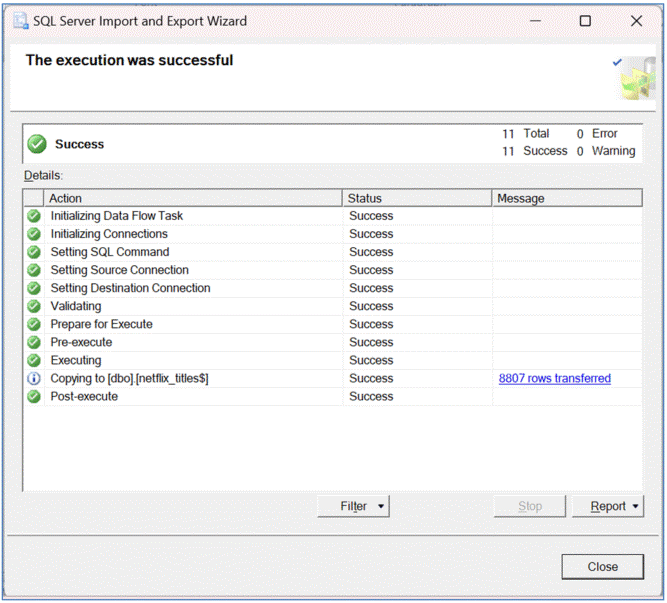 SQL Server Import and Export Wizard
The execution was successful
Success
11 Total 0 Error
11 Success 0 Warning
Details:
Action Status Message
Initializing Data Flow Task Success
Initializing Connections Success
Setting SQL Command Success
Setting Source Connection Success
Setting Destination Connection Success
Validating Success
Prepare for Execute Success
Pre-execute Success
Executing Success
Copying to [dbo].[netflix_titles$] Success 8807 rows transferred
Post-execute Success
Filter Stop Report
Close